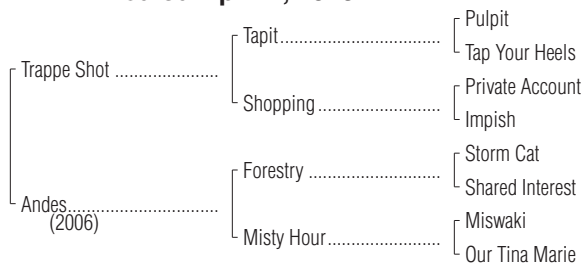 Pulpit
Tapit
Tap Your Heels
Trappe Shot
Private Account
Shopping
Impish
Storm Cat
Forestry
Shared Interest
Andes
(2006)
Miswaki
Misty Hour
Our Tina Marie